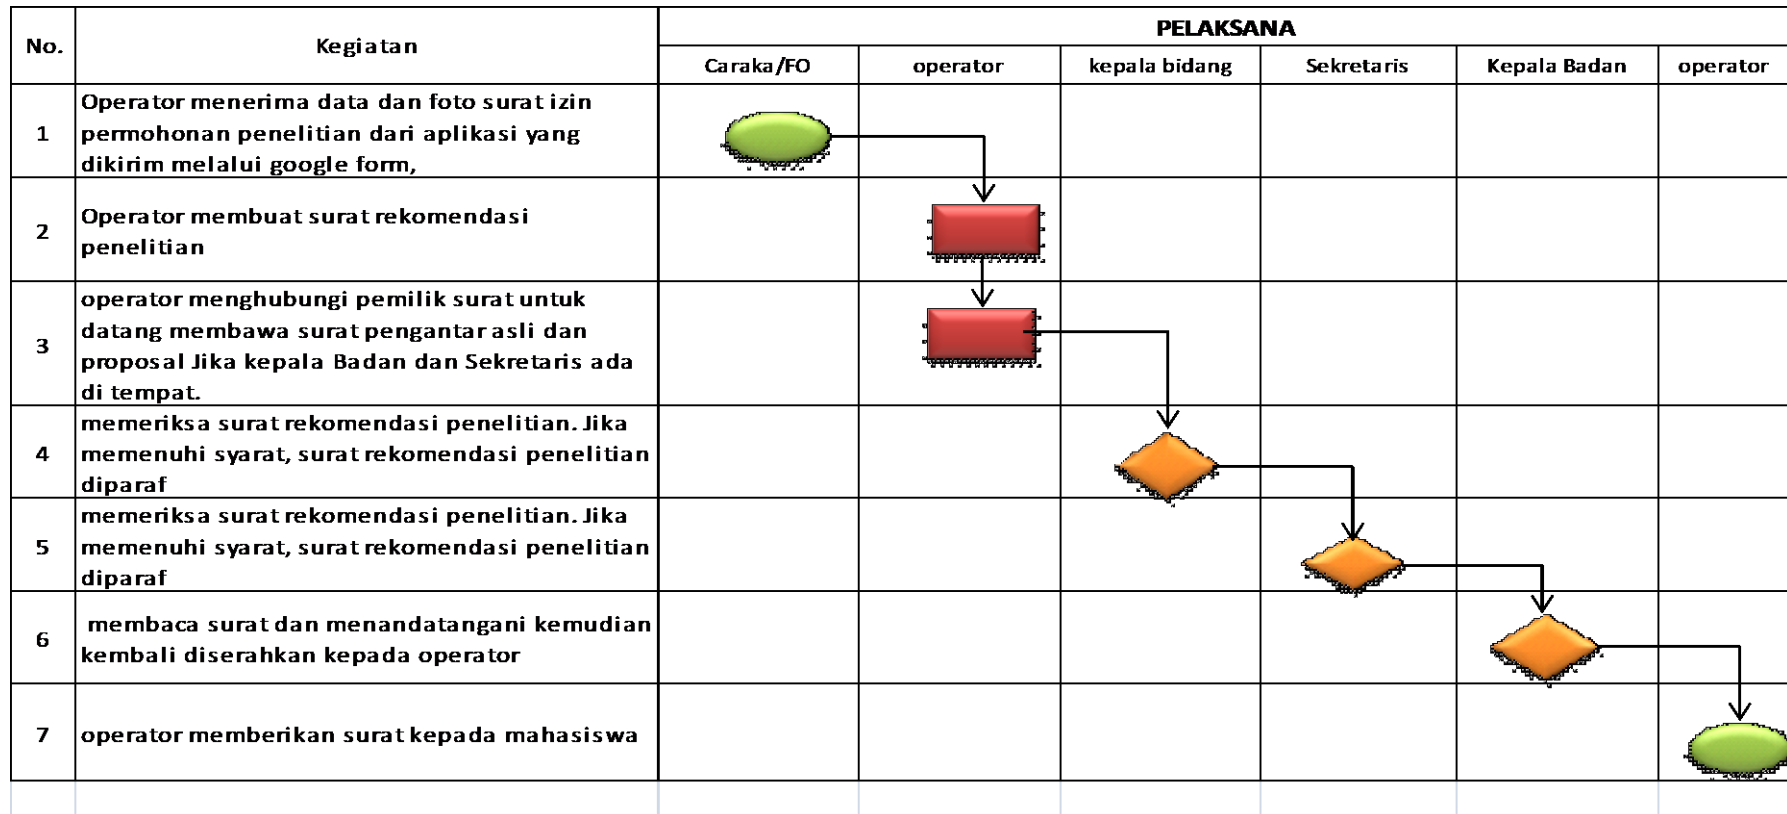 No.
Kegiatan
PELAKSANA
Caraka/FO
operator
kepala bidang
Sekretaris
Kepala Badan
operator
1
Operator menerima data dan foto surat izin
permohonan penelitian dari aplikasi yang
dikirim melalui google form,
2
Operator membuat surat rekomendasi
penelitian
3
operator menghubungi pemilik surat untuk
datang membawa surat pengantar asli dan
proposal Jika kepala Badan dan Sekretaris ada
di tempat.
4
memeriksa surat rekomendasi penelitian. Jika
memenuhi syarat, surat rekomendasi penelitian
diparaf
5
memeriksa surat rekomendasi penelitian. Jika
memenuhi syarat, surat rekomendasi penelitian
diparaf
6
membaca surat dan menandatangani kemudian
kembali diserahkan kepada operator
7
operator memberikan surat kepada mahasiswa